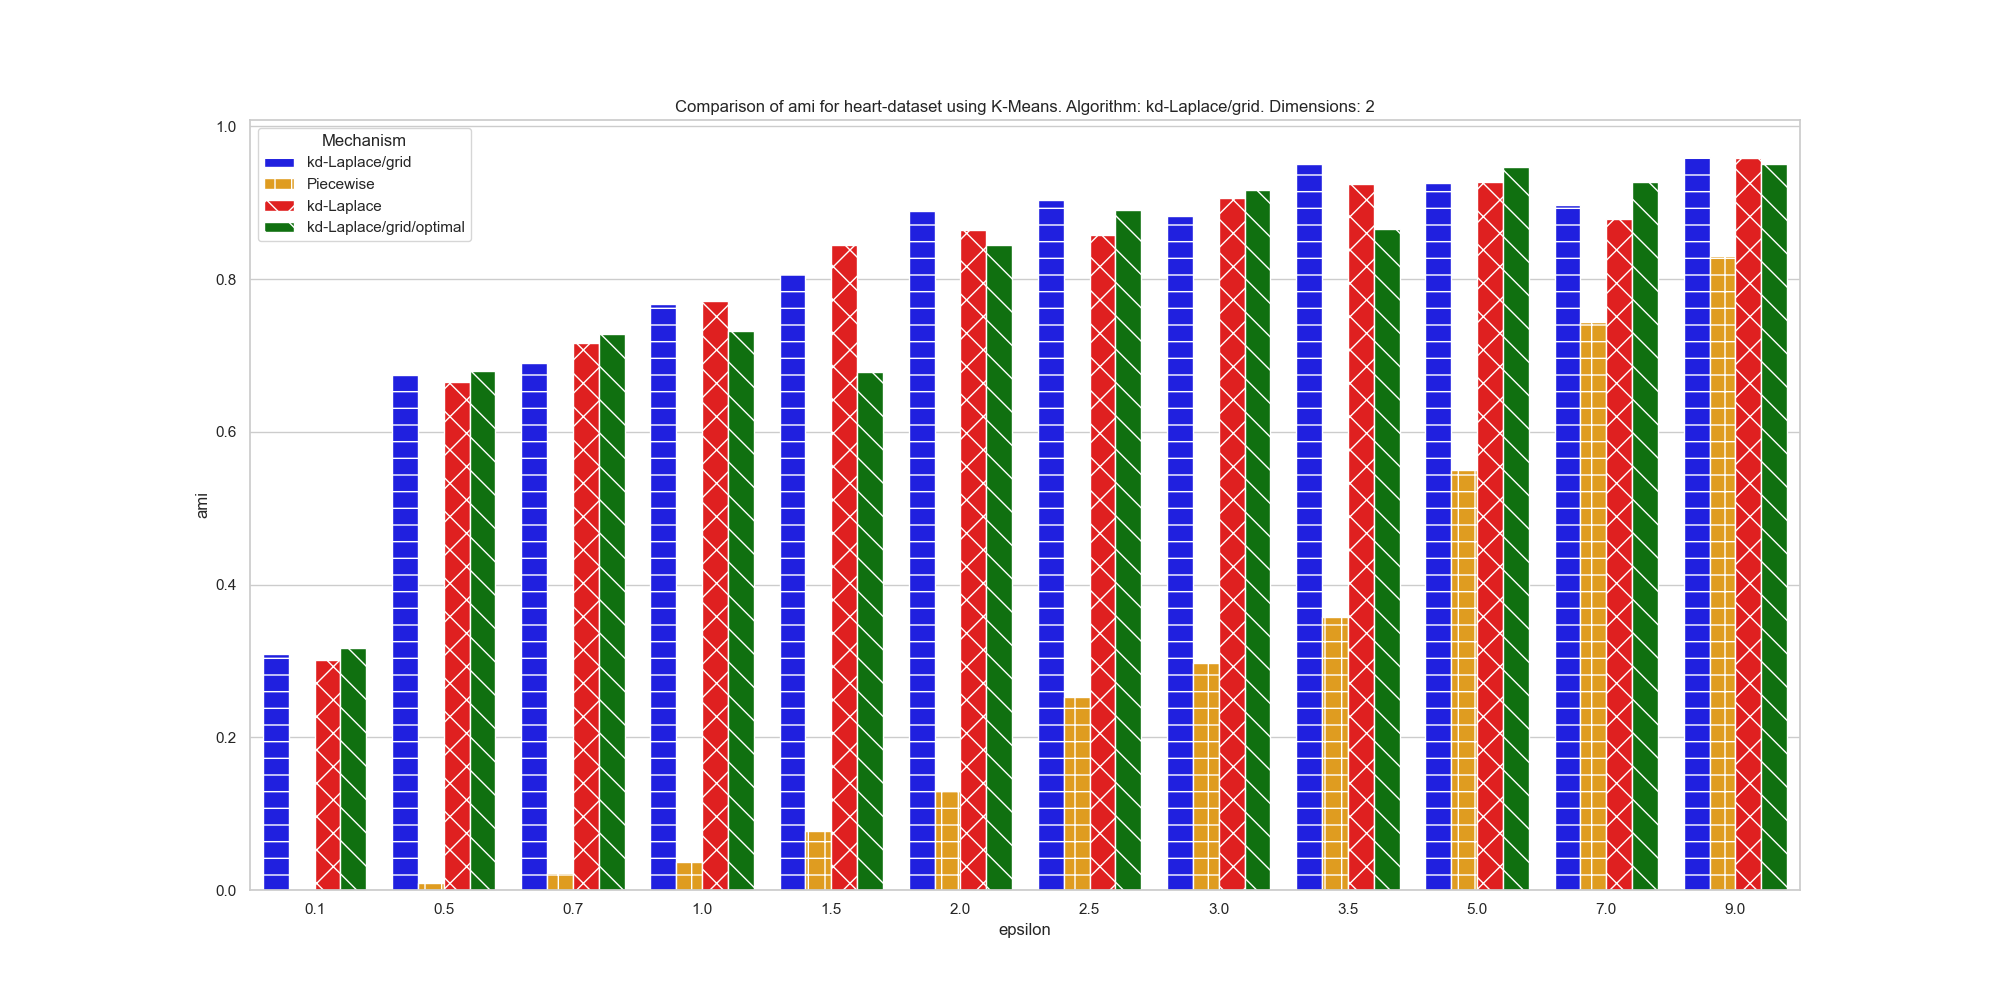 Comparison of ami for heart-dataset using K-Means. Algorithm: kd-Laplace/grid. Dimensions: 2
Mechanism
kd-Laplace/grid
Piecewise
kd-Laplace
kd-Laplace/grid/optimal
1.0
0.8
0.6
0.4
0.2
0.0
ami
0.1 0.5 0.7 1.0 1.5 2.0 2.5 3.0 3.5 5.0 7.0 9.0
epsilon